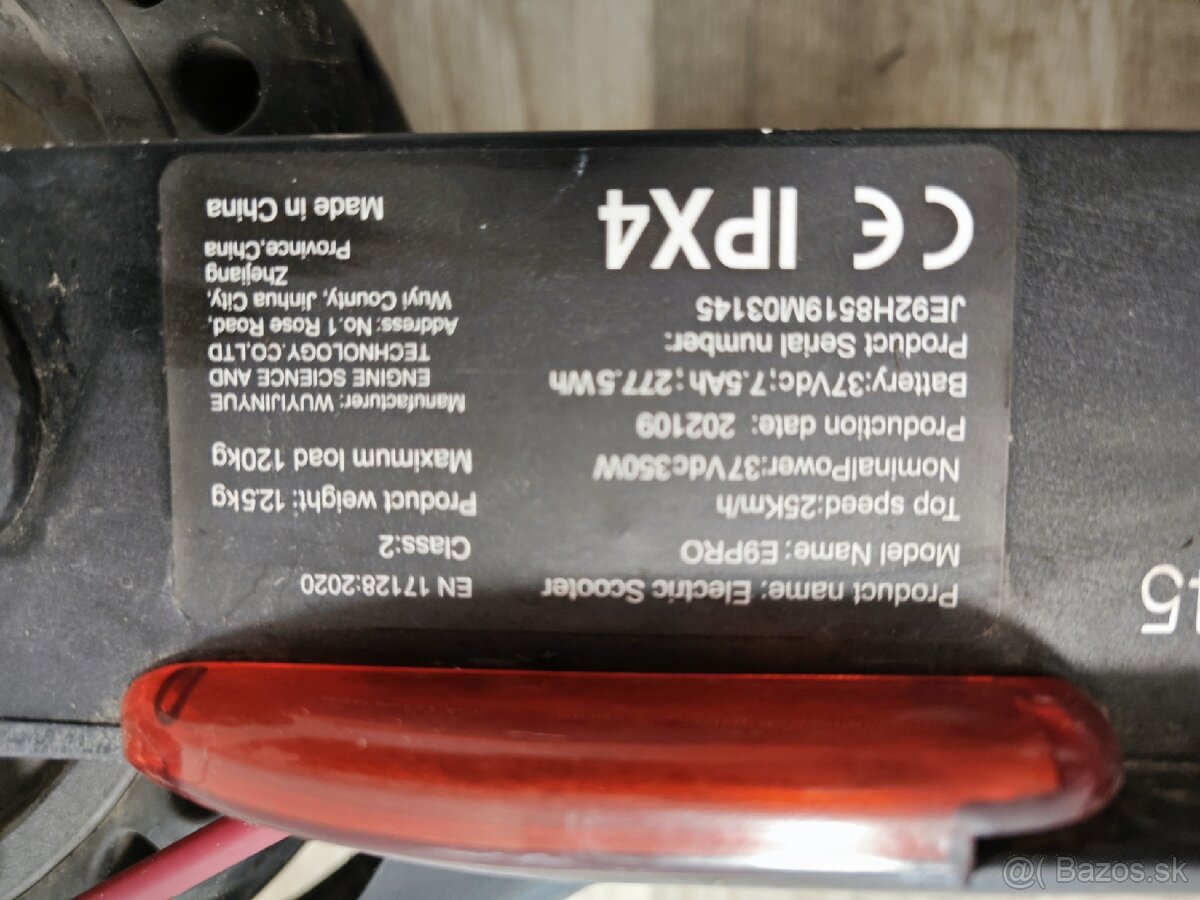 Product name: Electric Scooter
Model Name: E9PRO
Top speed:25Km/h
NominalPower:37Vdc350W
Production date: 202109
Battery:37Vdc;7.5Ah;277.5Wh
Product Serial number:
JE92H8519M03145
CE IPX4
EN 17128:2020
Class:2
Product weight: 12.5kg
Maximum load 120kg
Manufacturer: WUYIJINYUE
ENGINE SCIENCE AND
TECHNOLOGY.CO,LTD
Address: No.1 Rose Road,
Wuyi County, Jinhua City,
Zhejiang
Province,China
Made in China
45
@( Bazos.sk